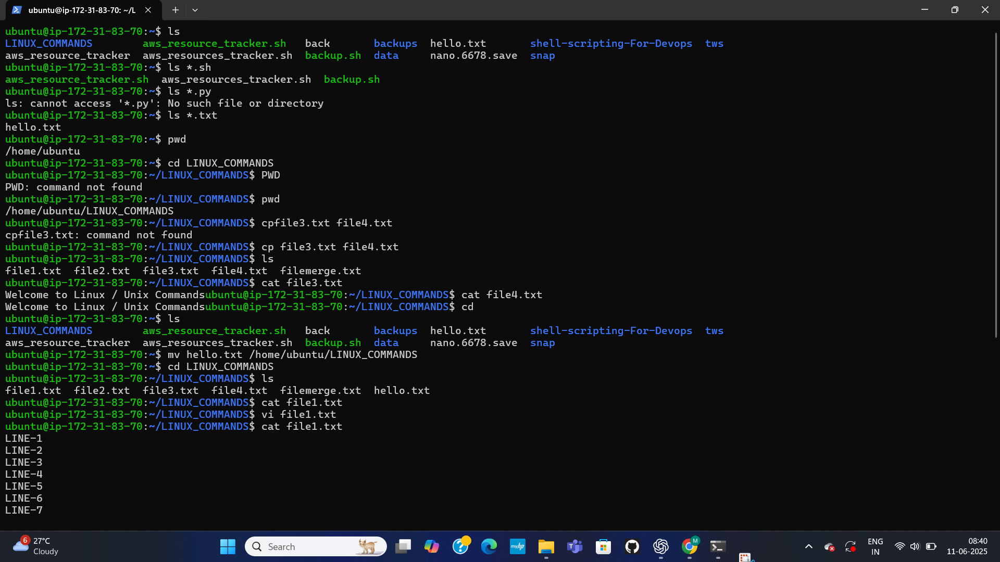 ubuntu@ip-172-31-83-70: ~/L
ubuntu@ip-172-31-83-70:~$ ls
LINUX_COMMANDS        aws_resource_tracker.sh   back       backups  hello.txt       shell-scripting-For-Devops  tws
aws_resource_tracker  aws_resources_tracker.sh  backup.sh  data     nano.6678.save  snap
ubuntu@ip-172-31-83-70:~$ ls *.sh
aws_resource_tracker.sh  aws_resources_tracker.sh  backup.sh
ubuntu@ip-172-31-83-70:~$ ls *.py
ls: cannot access '*.py': No such file or directory
ubuntu@ip-172-31-83-70:~$ ls *.txt
hello.txt
ubuntu@ip-172-31-83-70:~$ pwd
/home/ubuntu
ubuntu@ip-172-31-83-70:~$ cd LINUX_COMMANDS
ubuntu@ip-172-31-83-70:~/LINUX_COMMANDS$ PWD
PWD: command not found
ubuntu@ip-172-31-83-70:~/LINUX_COMMANDS$ pwd
/home/ubuntu/LINUX_COMMANDS
ubuntu@ip-172-31-83-70:~/LINUX_COMMANDS$ cpfile3.txt file4.txt
cpfile3.txt: command not found
ubuntu@ip-172-31-83-70:~/LINUX_COMMANDS$ cp file3.txt file4.txt
ubuntu@ip-172-31-83-70:~/LINUX_COMMANDS$ ls
file1.txt  file2.txt  file3.txt  file4.txt  filemerge.txt
ubuntu@ip-172-31-83-70:~/LINUX_COMMANDS$ cat file3.txt
Welcome to Linux / Unix Commandsubuntu@ip-172-31-83-70:~/LINUX_COMMANDS$ cat file4.txt
Welcome to Linux / Unix Commandsubuntu@ip-172-31-83-70:~/LINUX_COMMANDS$ cd
ubuntu@ip-172-31-83-70:~$ ls
LINUX_COMMANDS        aws_resource_tracker.sh   back       backups  hello.txt       shell-scripting-For-Devops  tws
aws_resource_tracker  aws_resources_tracker.sh  backup.sh  data     nano.6678.save  snap
ubuntu@ip-172-31-83-70:~$ mv hello.txt /home/ubuntu/LINUX_COMMANDS
ubuntu@ip-172-31-83-70:~$ cd LINUX_COMMANDS
ubuntu@ip-172-31-83-70:~/LINUX_COMMANDS$ ls
file1.txt  file2.txt  file3.txt  file4.txt  filemerge.txt  hello.txt
ubuntu@ip-172-31-83-70:~/LINUX_COMMANDS$ cat file1.txt
ubuntu@ip-172-31-83-70:~/LINUX_COMMANDS$ vi file1.txt
ubuntu@ip-172-31-83-70:~/LINUX_COMMANDS$ cat file1.txt
LINE-1
LINE-2
LINE-3
LINE-4
LINE-5
LINE-6
LINE-7
6
27°C
Cloudy
Search
myhp
T
M
ENG
IN
08:40
11-06-2025